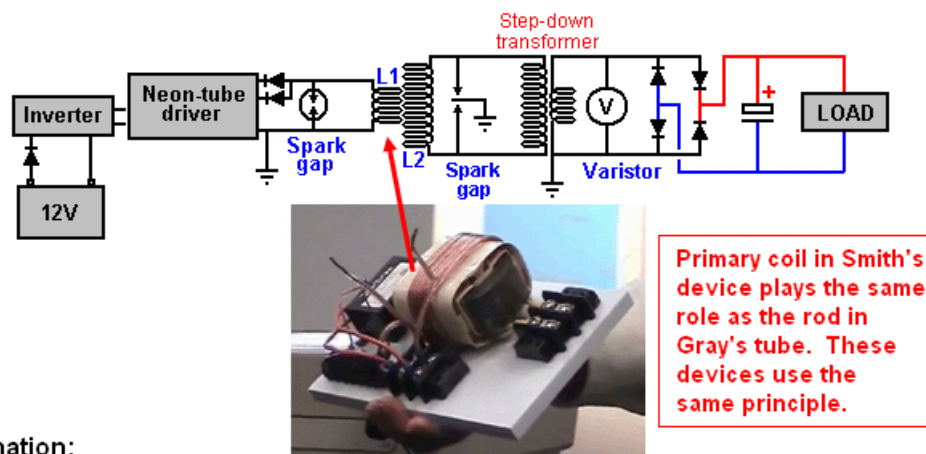 Step-down
transformer
L1
Neon-tube
driver
Inverter
+
V
LOAD
Spark
gap
L2
Spark
gap
Varistor
12V
Primary coil in Smith's
device plays the same
role as the rod in
Gray's tube. These
devices use the
same principle.